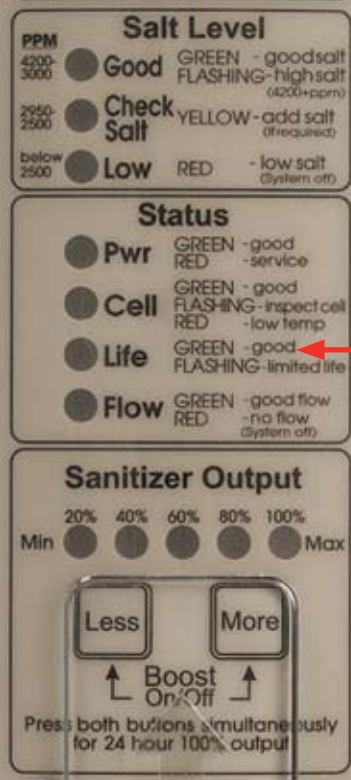 Salt Level
PPM
4200-3000 Good GREEN - good salt
FLASHING - high salt
(4200+ppm)
2950-2500 Check Salt YELLOW - add salt
(if required)
below 2500 Low RED - low salt
(System off)
Status
Pwr GREEN - good
RED - service
Cell GREEN - good
FLASHING - inspect cell
RED - low temp
Life GREEN - good
FLASHING - limited life
Flow GREEN - good flow
RED - no flow
(System off)
Sanitizer Output
20% 40% 60% 80% 100%
Min Max
Less More
Boost
On/Off
Press both buttons simultaneously
for 24 hour 100% output